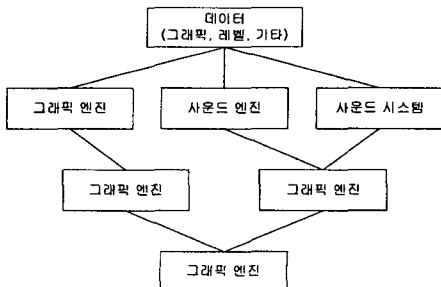 데이터
(그래픽, 레벨, 기타)
그래픽 엔진
사운드 엔진
사운드 시스템
그래픽 엔진
그래픽 엔진
그래픽 엔진